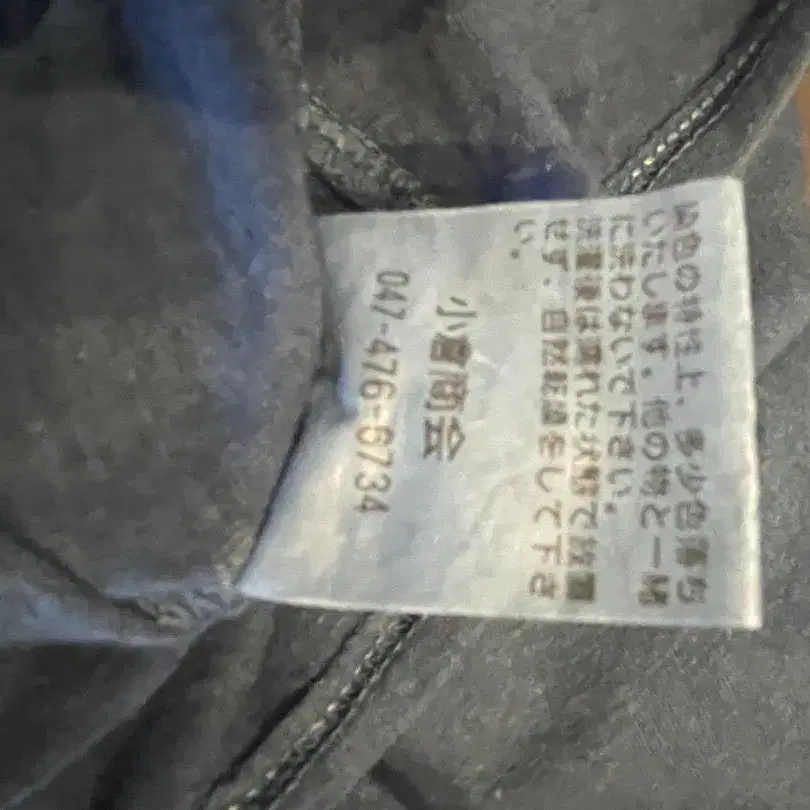 染色の特性上、多少色落ち
いたします。他の物と一緒
に洗わないで下さい。
洗濯後は濡れた状態で放置
せず、自然乾燥をして下さ
い。
小倉商会
047-476-6734